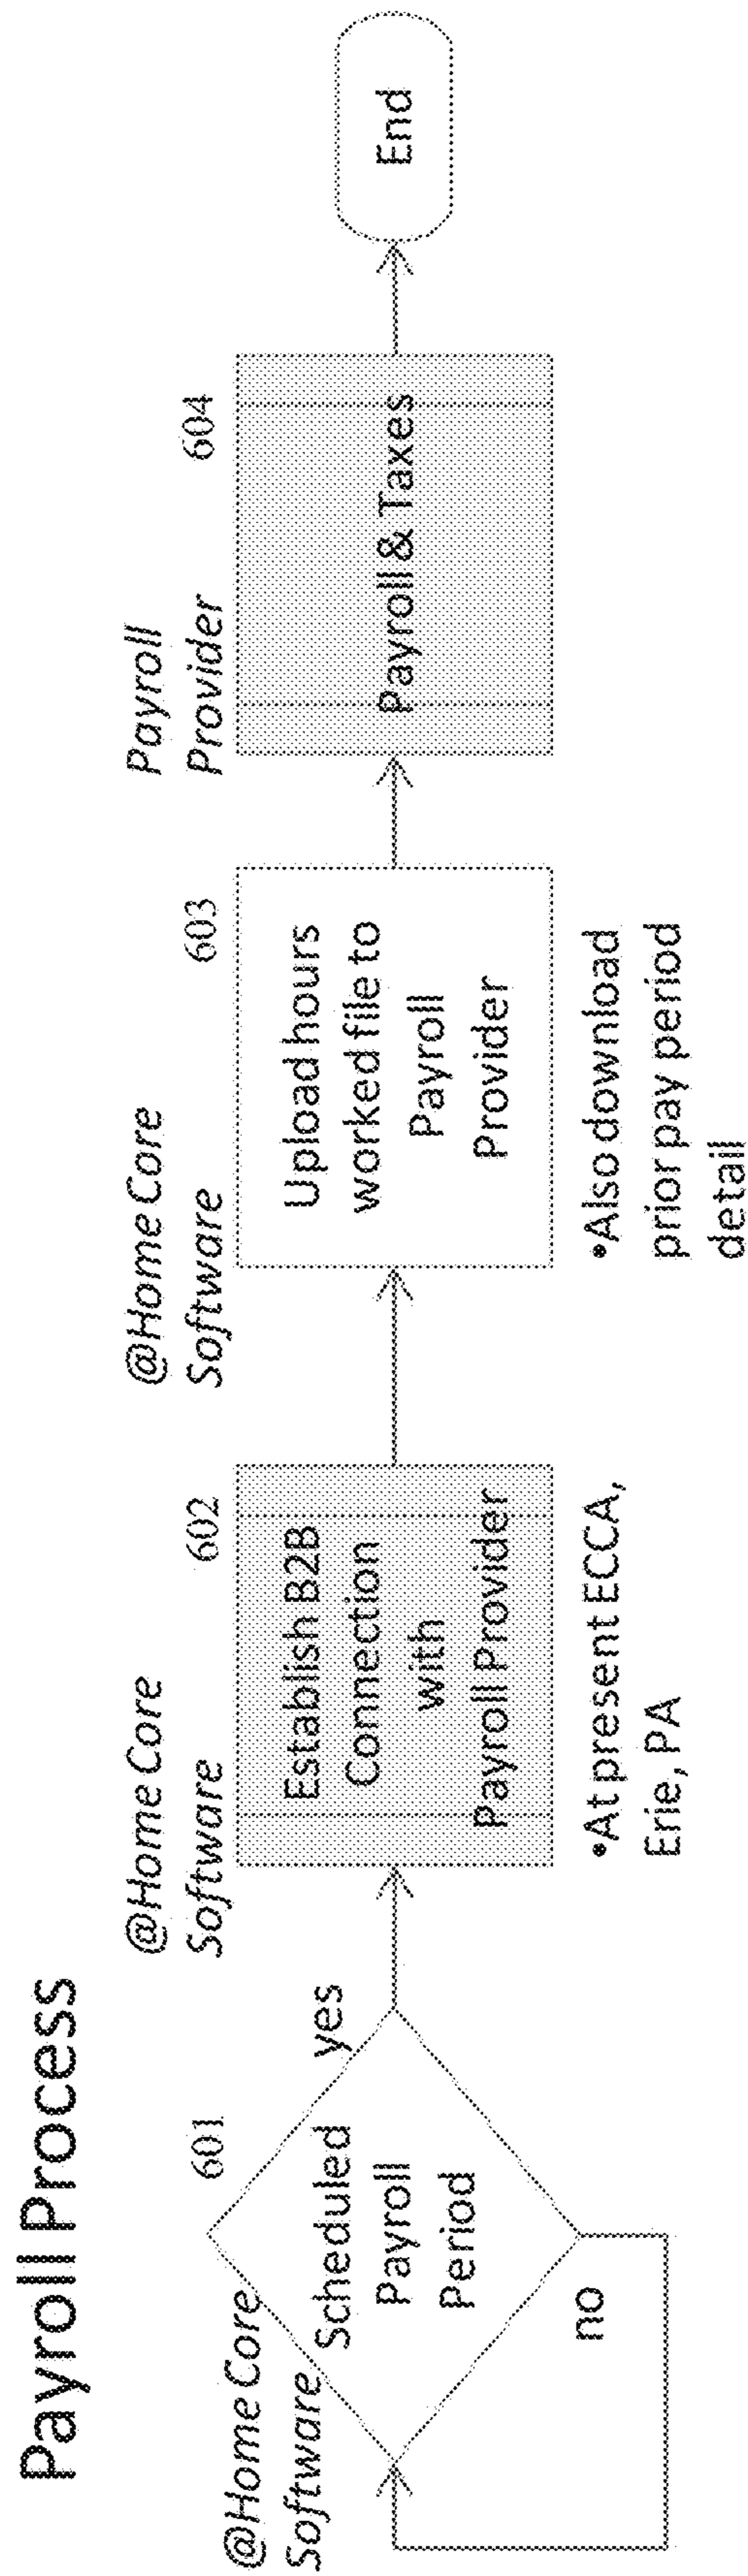 Payroll Process
@Home Core
Software
601
Scheduled
Payroll
Period
yes
no
@Home Core
Software
602
Establish B2B
Connection
with
Payroll Provider
•At present ECCA,
Erie, PA
@Home Core
Software
603
Upload hours
worked file to
Payroll
Provider
•Also download
prior pay period
detail
Payroll
Provider
604
Payroll & Taxes
End